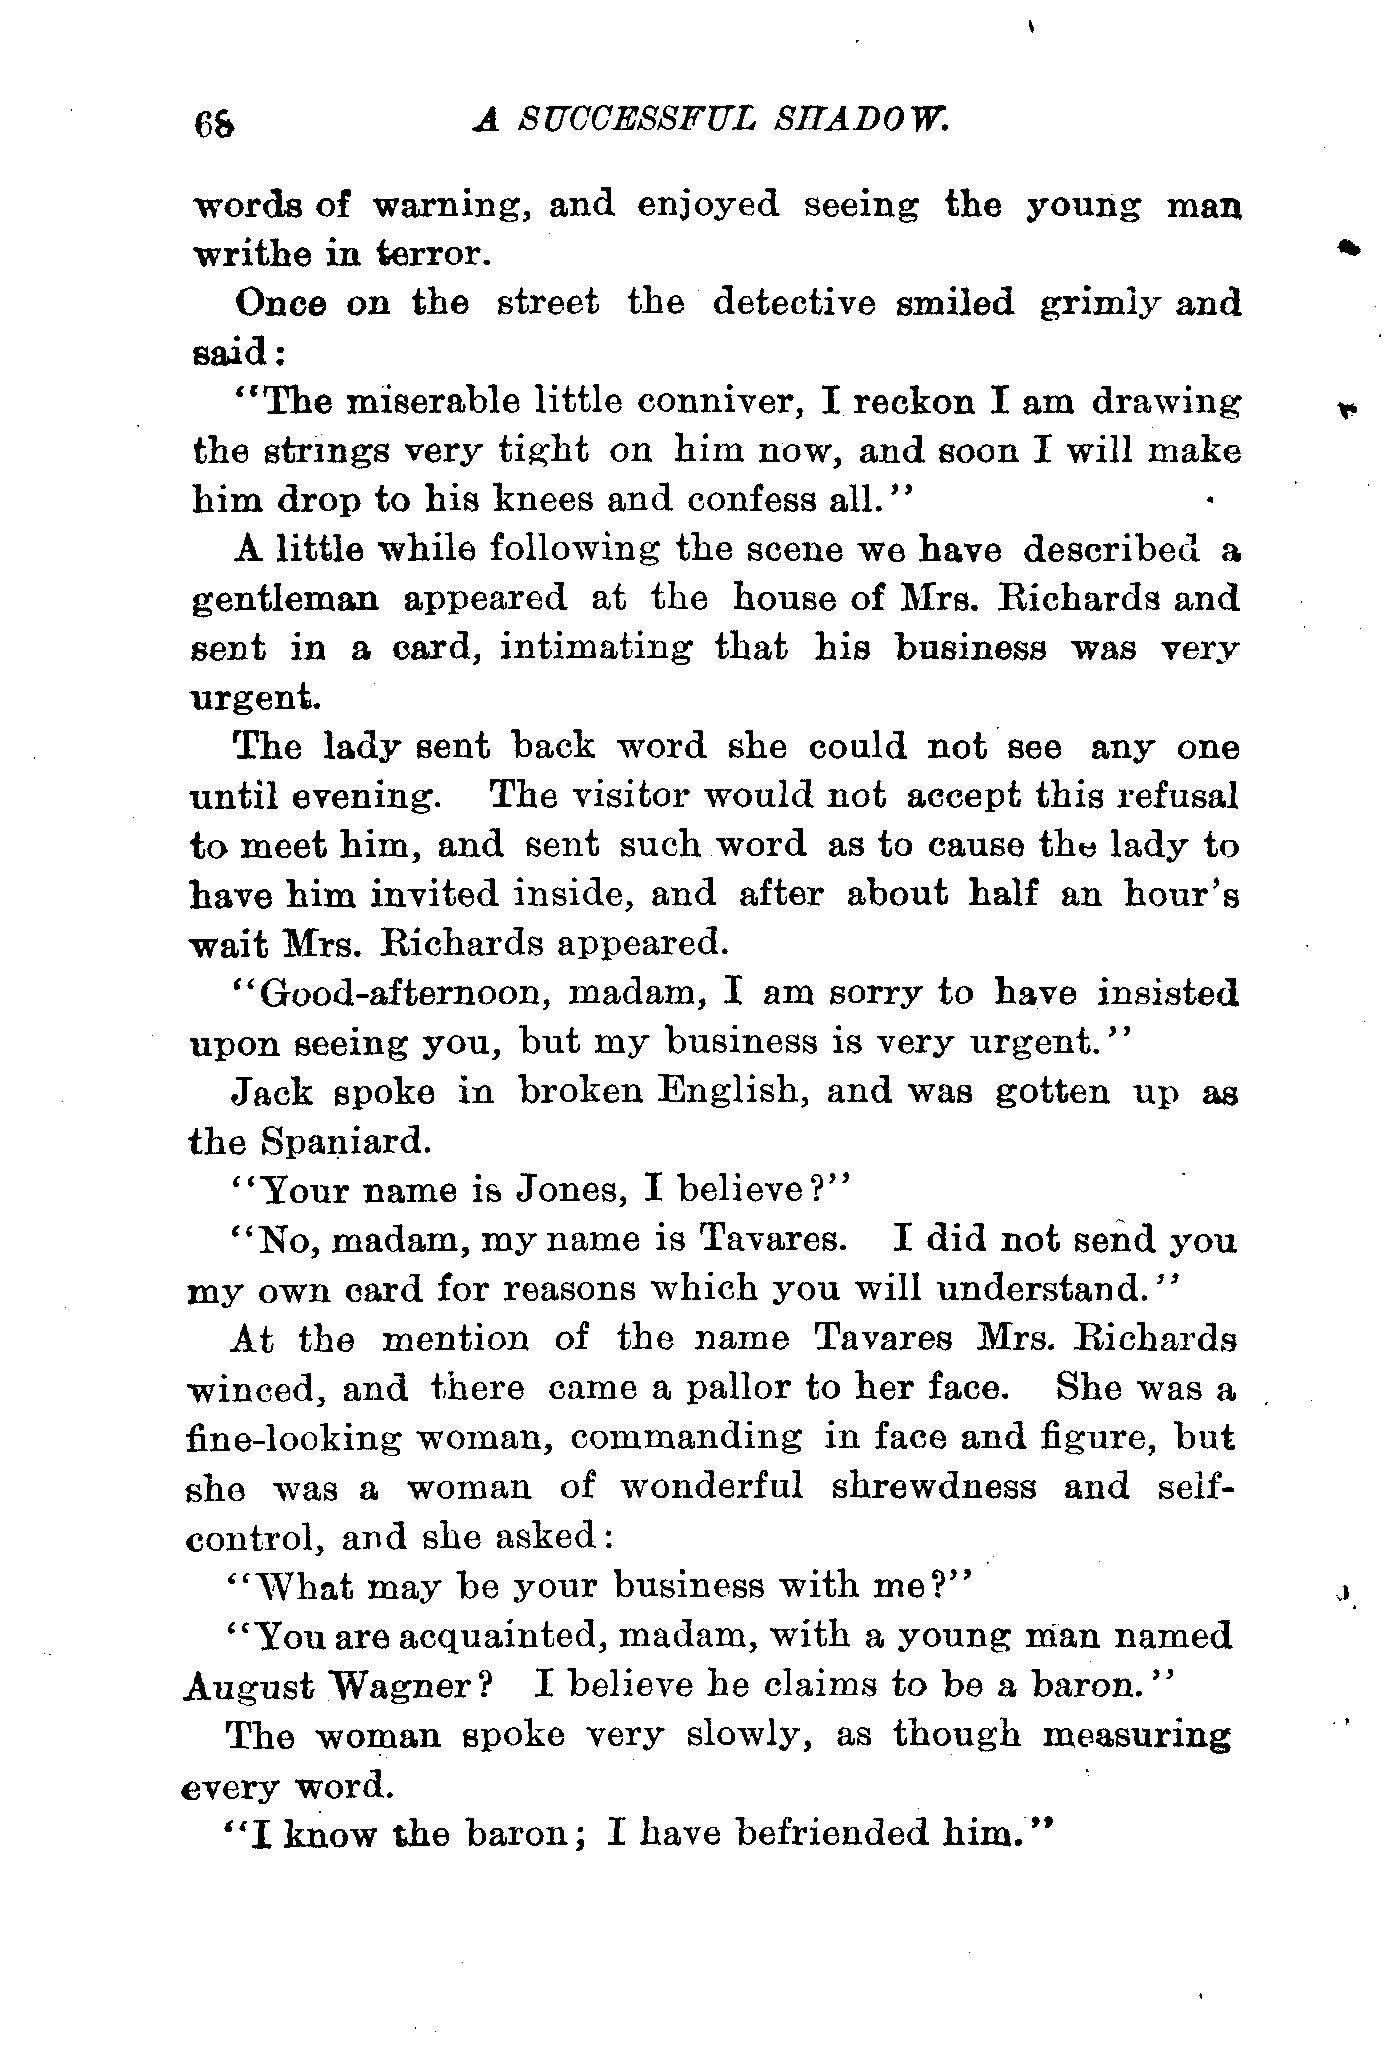 68 A SUCCESSFUL SHADOW.
words of warning, and enjoyed seeing the young man
writhe in terror.
Once on the street the detective smiled grimly and
said:
"The miserable little conniver, I reckon I am drawing
the strings very tight on him now, and soon I will make
him drop to his knees and confess all."
A little while following the scene we have described a
gentleman appeared at the house of Mrs. Richards and
sent in a card, intimating that his business was very
urgent.
The lady sent back word she could not see any one
until evening. The visitor would not accept this refusal
to meet him, and sent such word as to cause the lady to
have him invited inside, and after about half an hour's
wait Mrs. Richards appeared.
"Good-afternoon, madam, I am sorry to have insisted
upon seeing you, but my business is very urgent."
Jack spoke in broken English, and was gotten up as
the Spaniard.
"Your name is Jones, I believe?"
"No, madam, my name is Tavares. I did not send you
my own card for reasons which you will understand."
At the mention of the name Tavares Mrs. Richards
winced, and there came a pallor to her face. She was a
fine-looking woman, commanding in face and figure, but
she was a woman of wonderful shrewdness and self-
control, and she asked:
"What may be your business with me?"
"You are acquainted, madam, with a young man named
August Wagner? I believe he claims to be a baron."
The woman spoke very slowly, as though measuring
every word.
"I know the baron; I have befriended him."